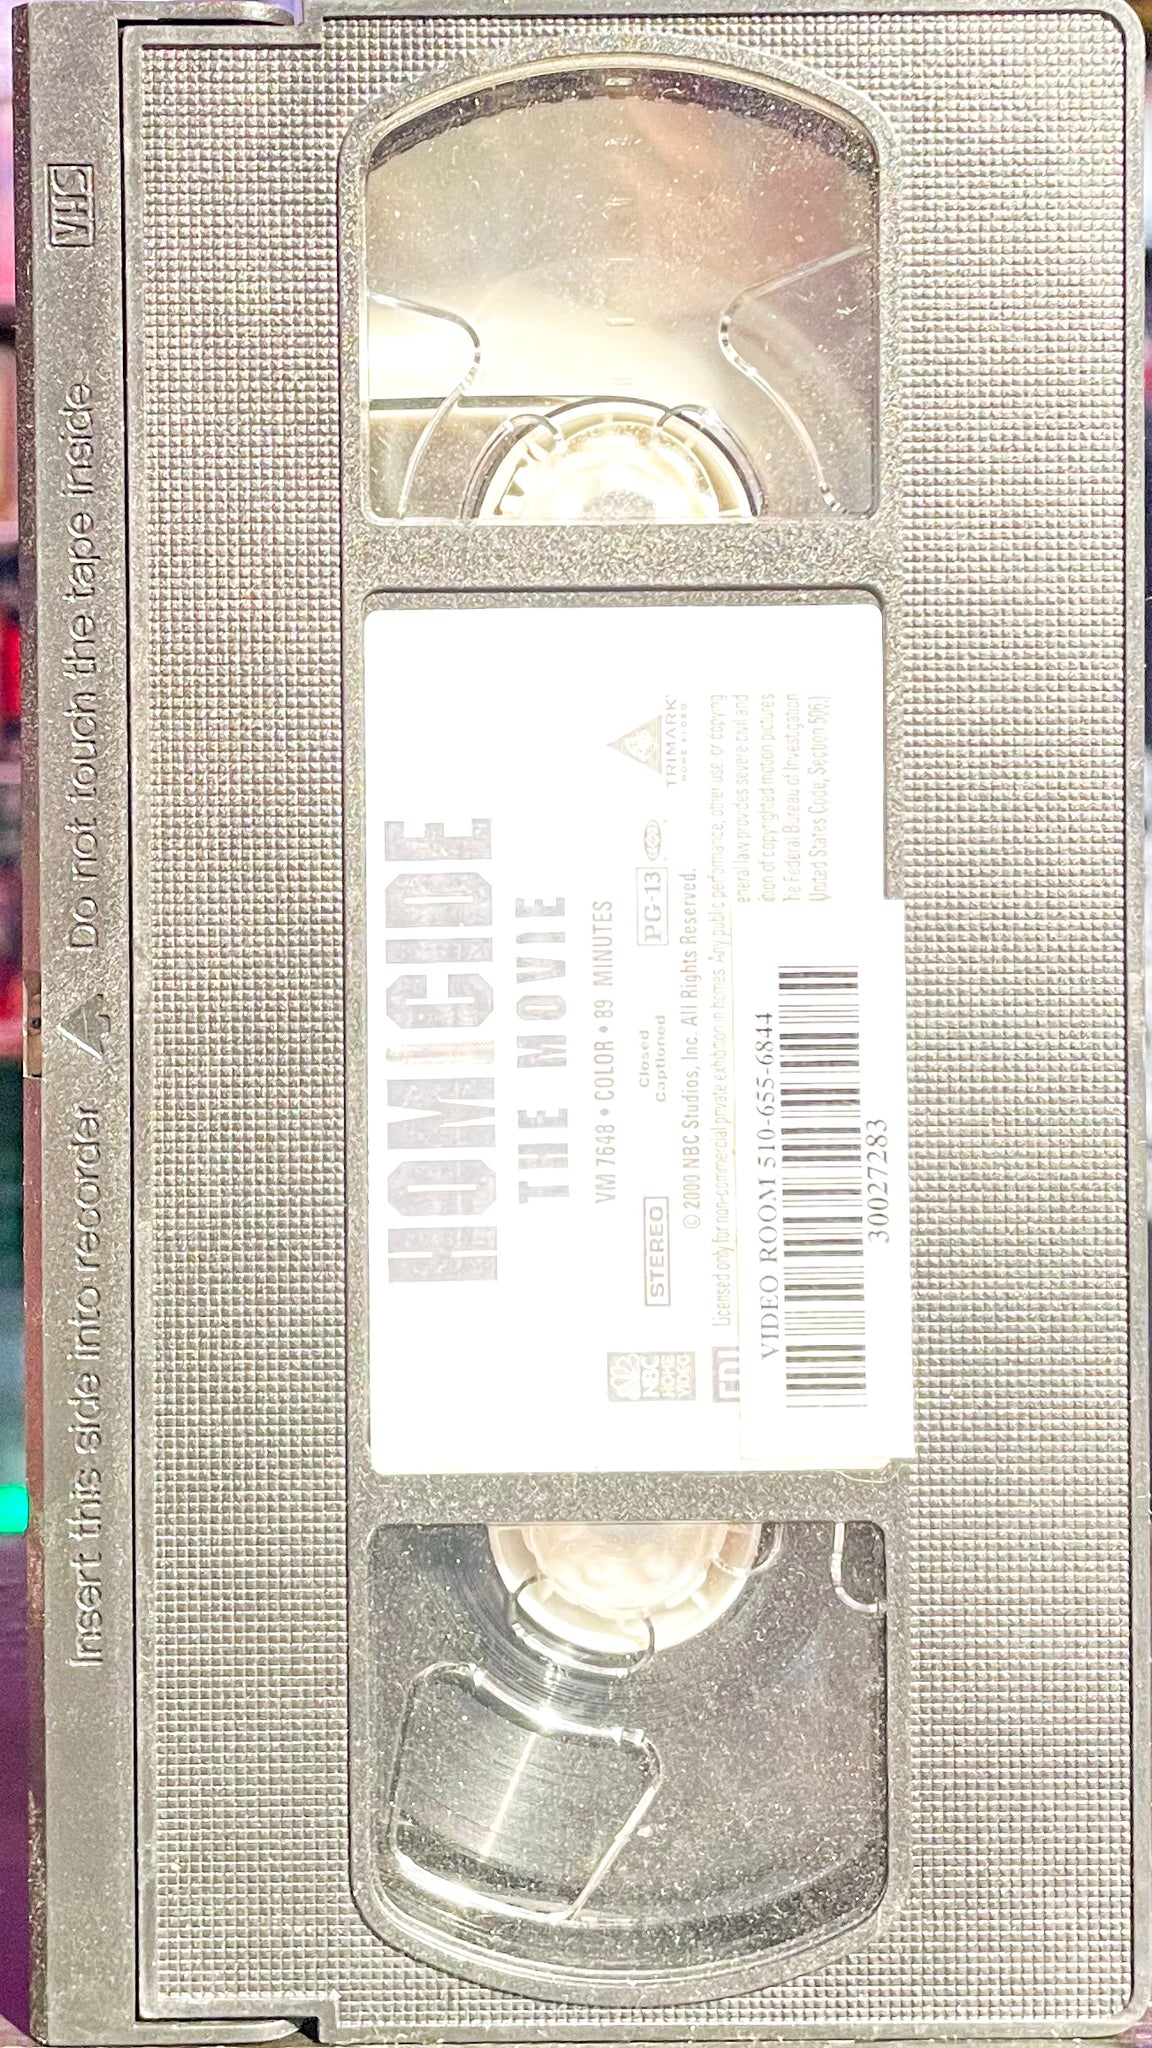 VHS
Insert this side into recorder
Do not touch the tape inside
HOMICIDE
THE MOVIE
VM 7648 • COLOR • 89 MINUTES
NBC
HOME
VIDEO
STEREO
Closed
Captioned
PG-13
TRIMARK
HOME VIDEO
© 2000 NBC Studios, Inc. All Rights Reserved.
FBI
Licensed only for non-commercial private exhibition in homes. Any public performance, other use or copying
eneral law provides severe civil and
ction of copyrighted motion pictures
he Federal Bureau of Investigation
United States Code, Section 506.)
VIDEO ROOM 510-655-6844
30027283